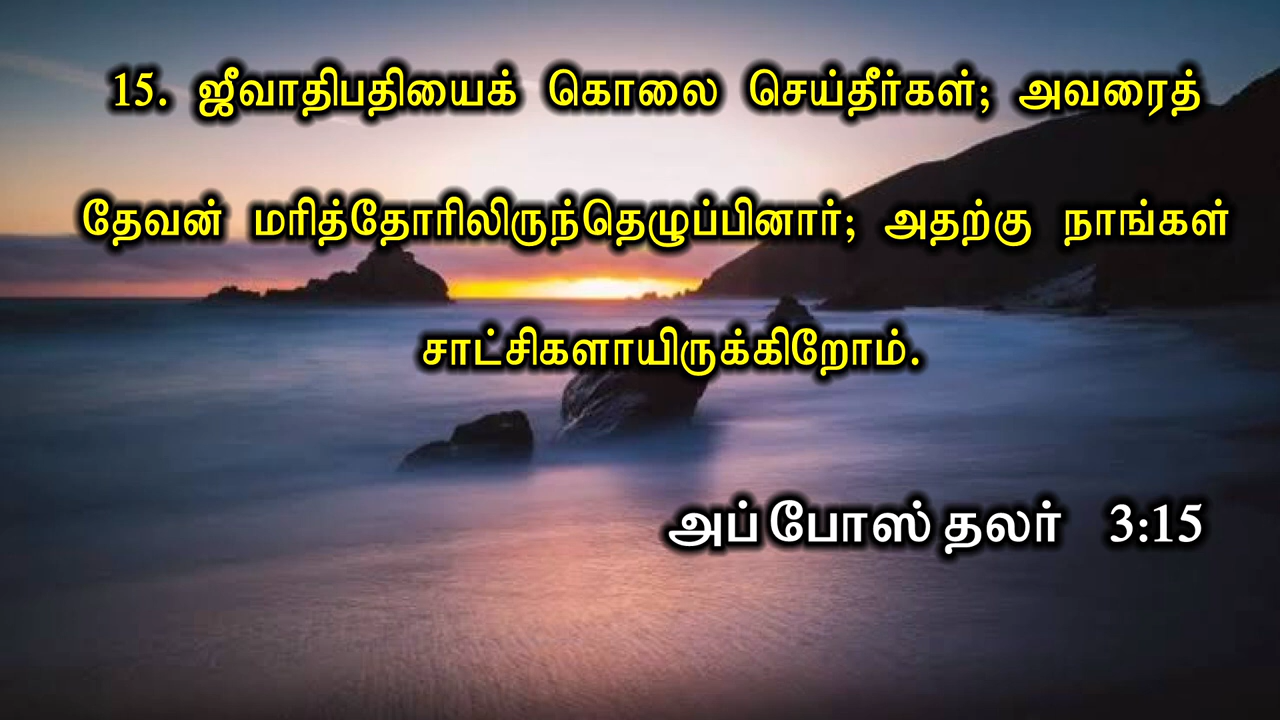 15. ஜீவாதிபதியைக் கொலை செய்தீர்கள்; அவரைத்
தேவன் மரித்தோரிலிருந்தெழுப்பினார்; அதற்கு நாங்கள்
சாட்சிகளாயிருக்கிறோம்.
அப்போஸ்தலர் 3:15